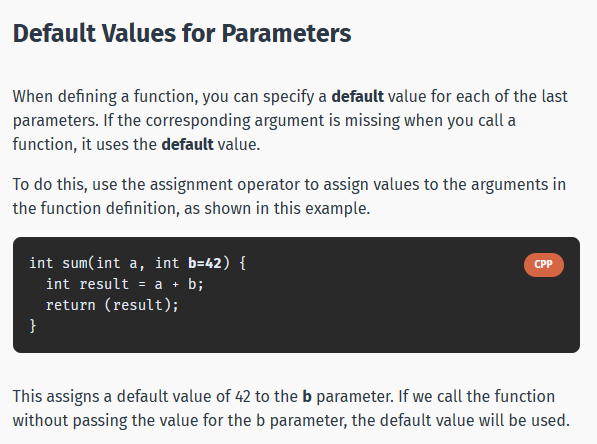 Default Values for Parameters
When defining a function, you can specify a default value for each of the last
parameters. If the corresponding argument is missing when you call a
function, it uses the default value.
To do this, use the assignment operator to assign values to the arguments in
the function definition, as shown in this example.
int sum(int a, int b=42) {
CPP
  int result = a + b;
  return (result);
}
This assigns a default value of 42 to the b parameter. If we call the function
without passing the value for the b parameter, the default value will be used.